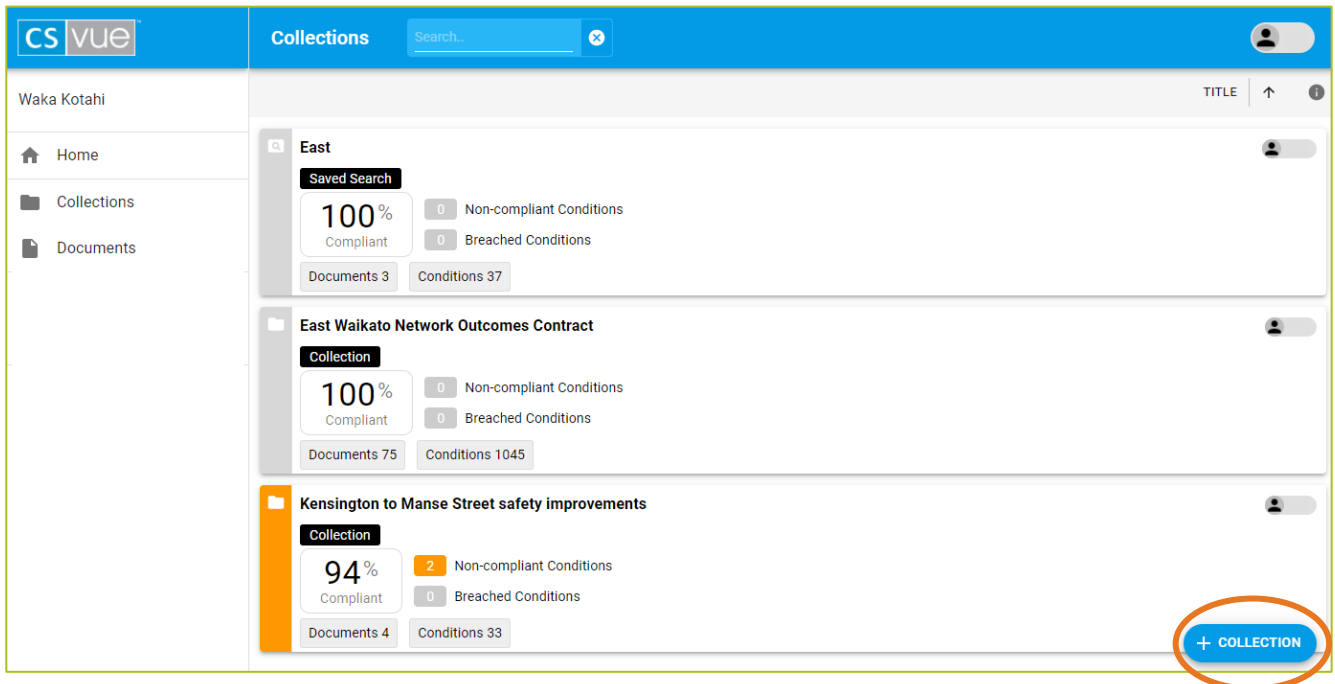 CS VUE
Collections
Search..
Waka Kotahi
TITLE
Home
Collections
Documents
East
Saved Search
100 %
Compliant
0 Non-compliant Conditions
0 Breached Conditions
Documents 3 Conditions 37
East Waikato Network Outcomes Contract
Collection
100 %
Compliant
0 Non-compliant Conditions
0 Breached Conditions
Documents 75 Conditions 1045
Kensington to Manse Street safety improvements
Collection
94 %
Compliant
2 Non-compliant Conditions
0 Breached Conditions
Documents 4 Conditions 33
+ COLLECTION